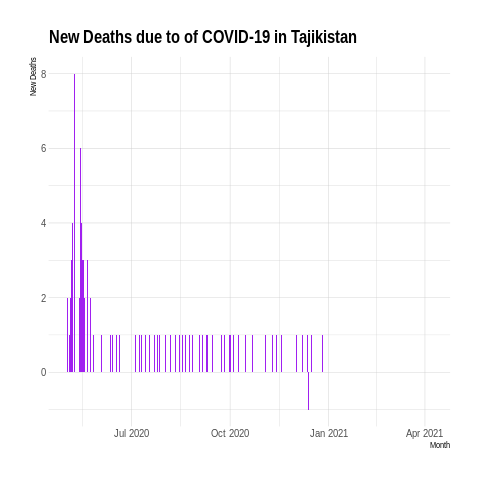 New Deaths due to of COVID-19 in Tajikistan
New Deaths
8
6
4
2
0
Jul 2020 Oct 2020 Jan 2021 Apr 2021
Month